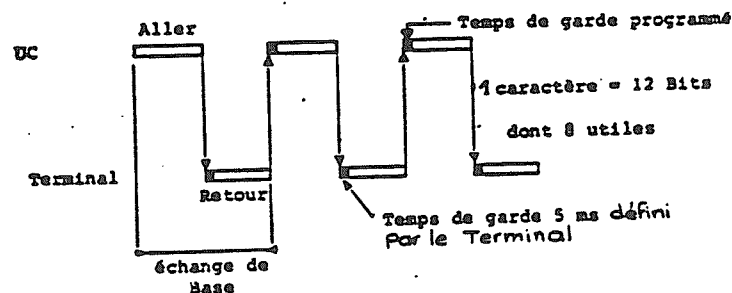 Temps de garde programmé
Aller
UC
1 caractère = 12 Bits
dont 8 utiles
Terminal
Retour
Temps de garde 5 ms défini
Par le Terminal
échange de
Base